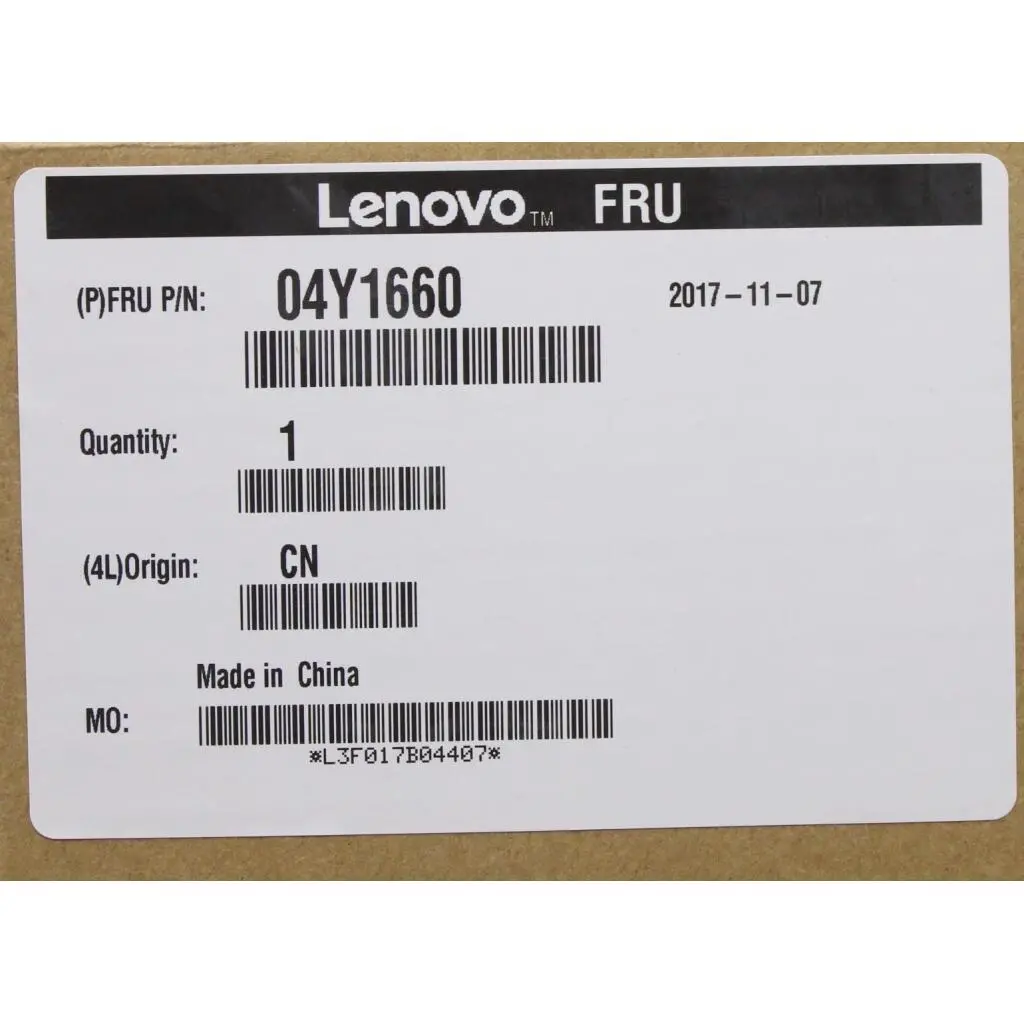 Lenovo™ FRU
(P)FRU P/N: 04Y1660 2017-11-07
Quantity: 1
(4L)Origin: CN
Made in China
MO:
*L3F017B04407*